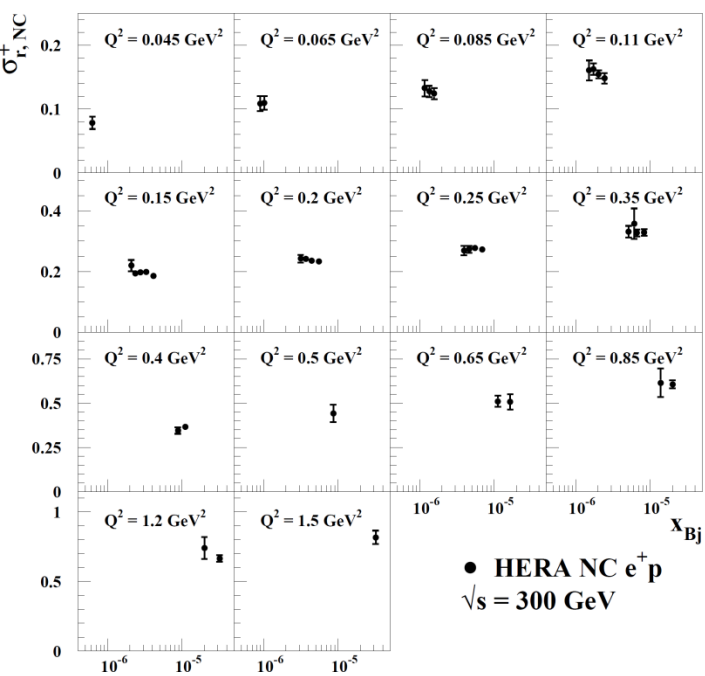 σ⁺r, NC
0.2
0.1
0
Q² = 0.045 GeV²
Q² = 0.065 GeV²
Q² = 0.085 GeV²
Q² = 0.11 GeV²
0.4
0.2
0
Q² = 0.15 GeV²
Q² = 0.2 GeV²
Q² = 0.25 GeV²
Q² = 0.35 GeV²
0.75
0.5
0.25
0
Q² = 0.4 GeV²
Q² = 0.5 GeV²
Q² = 0.65 GeV²
Q² = 0.85 GeV²
10⁻⁶ 10⁻⁵ 10⁻⁶ 10⁻⁵
xBj
1
0.5
0
Q² = 1.2 GeV²
Q² = 1.5 GeV²
10⁻⁶ 10⁻⁵ 10⁻⁶ 10⁻⁵
● HERA NC e⁺p
√s = 300 GeV